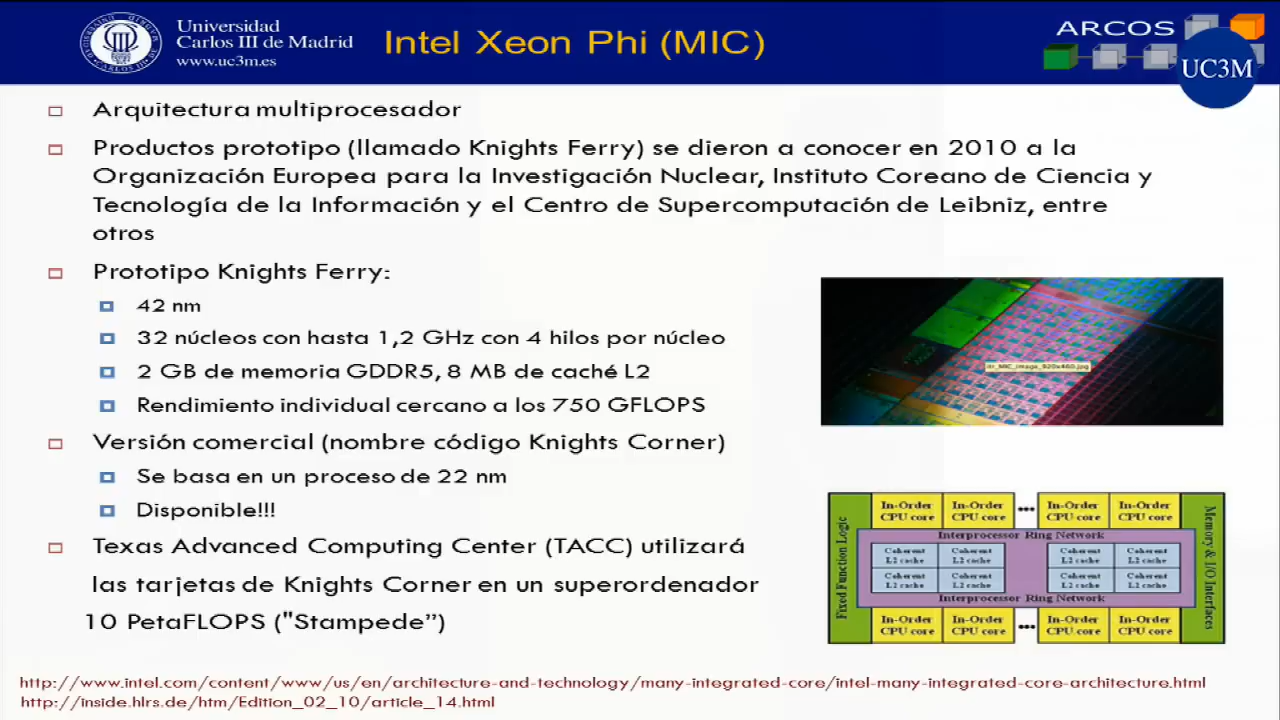 Universidad
Carlos III de Madrid
www.uc3m.es
Intel Xeon Phi (MIC)
ARCOS
UC3M
Arquitectura multiprocesador
Productos prototipo (llamado Knights Ferry) se dieron a conocer en 2010 a la
Organización Europea para la Investigación Nuclear, Instituto Coreano de Ciencia y
Tecnología de la Información y el Centro de Supercomputación de Leibniz, entre
otros
Prototipo Knights Ferry:
42 nm
32 núcleos con hasta 1,2 GHz con 4 hilos por núcleo
2 GB de memoria GDDR5, 8 MB de caché L2
Rendimiento individual cercano a los 750 GFLOPS
Versión comercial (nombre código Knights Corner)
Se basa en un proceso de 22 nm
Disponible!!!
Texas Advanced Computing Center (TACC) utilizará
las tarjetas de Knights Corner en un superordenador
10 PetaFLOPS ("Stampede”)
Fixed Function Logic
In-Order In-Order ... In-Order In-Order
CPU core CPU core CPU core CPU core
Interprocessor Ring Network
Coherent Coherent Coherent Coherent
L2 cache L2 cache L2 cache L2 cache
Coherent Coherent Coherent Coherent
L2 cache L2 cache L2 cache L2 cache
Interprocessor Ring Network
In-Order In-Order ... In-Order In-Order
CPU core CPU core CPU core CPU core
Memory & I/O Interfaces
http://www.intel.com/content/www/us/en/architecture-and-technology/many-integrated-core/intel-many-integrated-core-architecture.html
http://inside.hlrs.de/htm/Edition_02_10/article_14.html